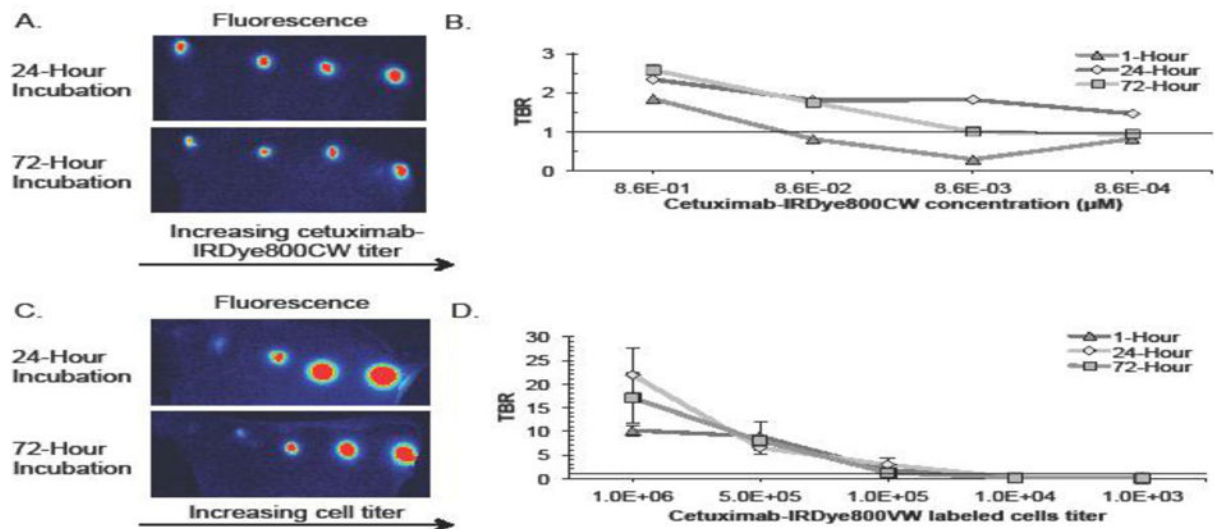 A.
Fluorescence
24-Hour
Incubation
72-Hour
Incubation
Increasing cetuximab-
IRDye800CW titer
B.
3
2
1
0
TBR
1-Hour
24-Hour
72-Hour
8.6E-01 8.6E-02 8.6E-03 8.6E-04
Cetuximab-IRDye800CW concentration (µM)
C.
Fluorescence
24-Hour
Incubation
72-Hour
Incubation
Increasing cell titer
D.
30
25
20
15
10
5
0
TBR
1-Hour
24-Hour
72-Hour
1.0E+06 5.0E+05 1.0E+05 1.0E+04 1.0E+03
Cetuximab-IRDye800VW labeled cells titer